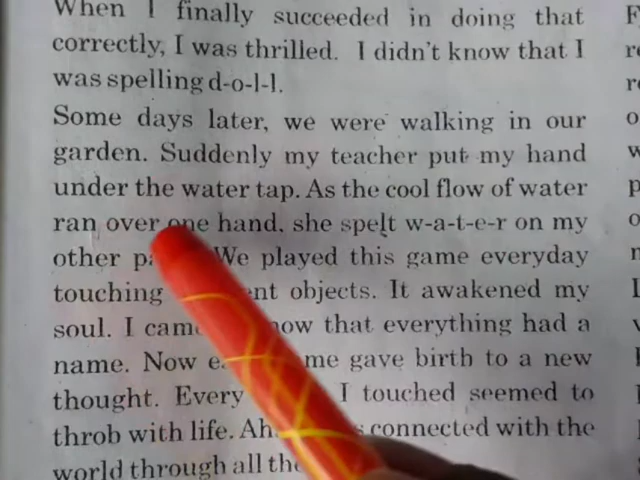 When I finally succeeded in doing that
correctly, I was thrilled. I didn't know that I
was spelling d-o-l-l.
Some days later, we were walking in our
garden. Suddenly my teacher put my hand
under the water tap. As the cool flow of water
ran over one hand, she spelt w-a-t-e-r on my
other We played this game everyday
touching objects. It awakened my
soul. I that everything had a
name. Now gave birth to a new
thought. Every I touched seemed to
throb with life. connected with the
world through all